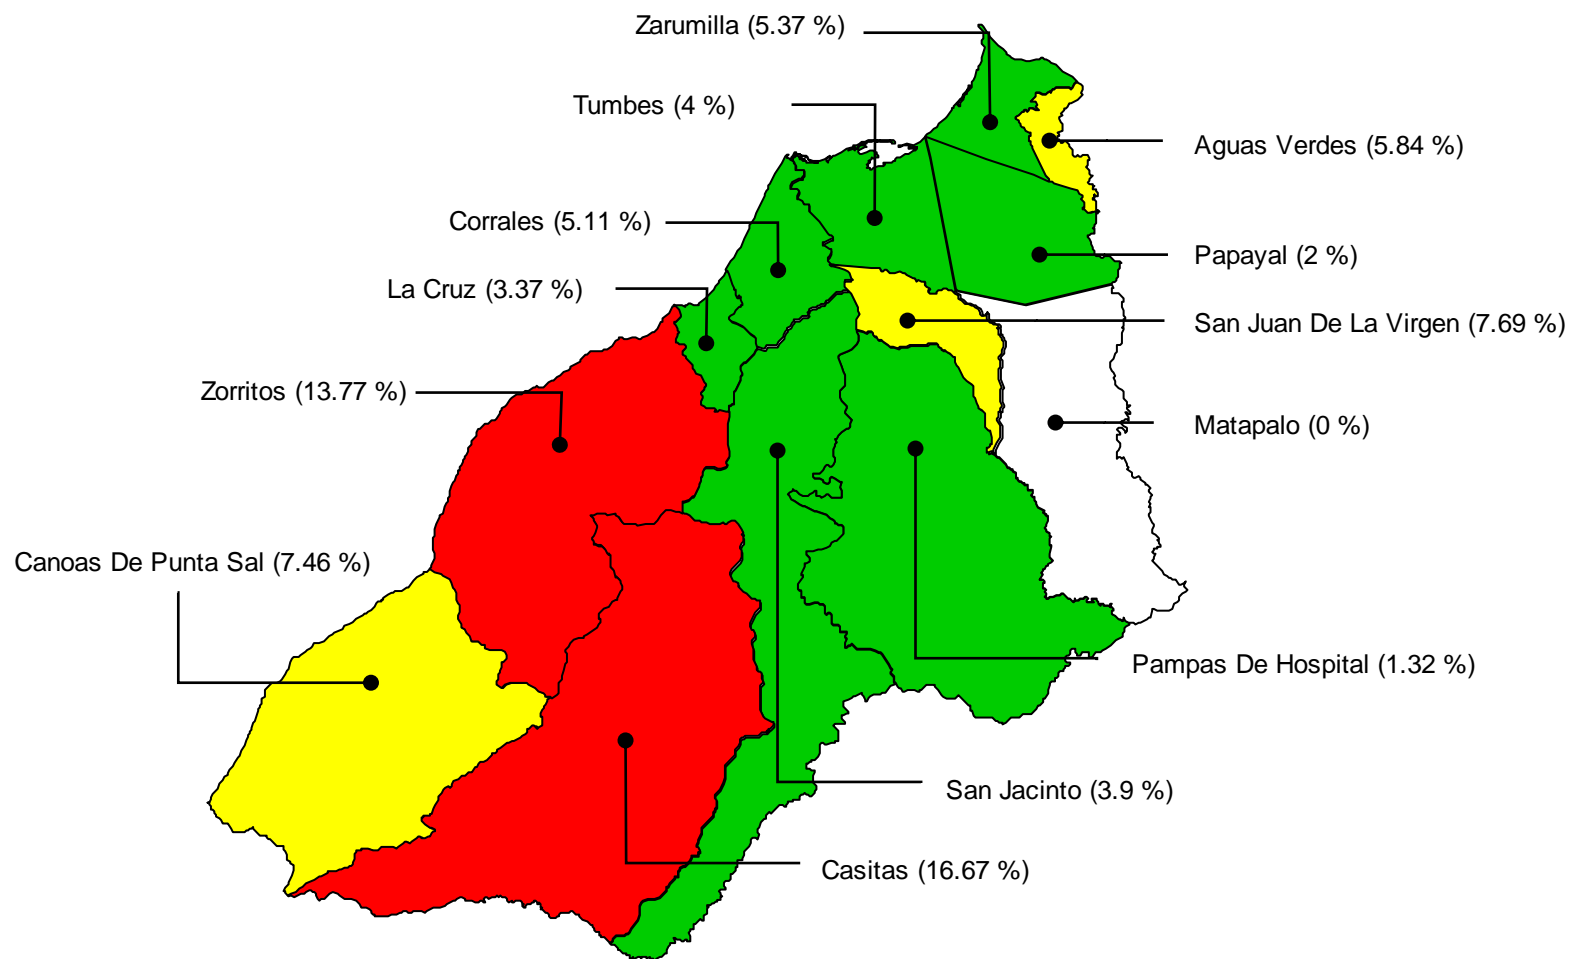 Zarumilla (5.37 %)
Tumbes (4 %)
Aguas Verdes (5.84 %)
Corrales (5.11 %)
Papayal (2 %)
La Cruz (3.37 %)
San Juan De La Virgen (7.69 %)
Zorritos (13.77 %)
Matapalo (0 %)
Canoas De Punta Sal (7.46 %)
Pampas De Hospital (1.32 %)
San Jacinto (3.9 %)
Casitas (16.67 %)